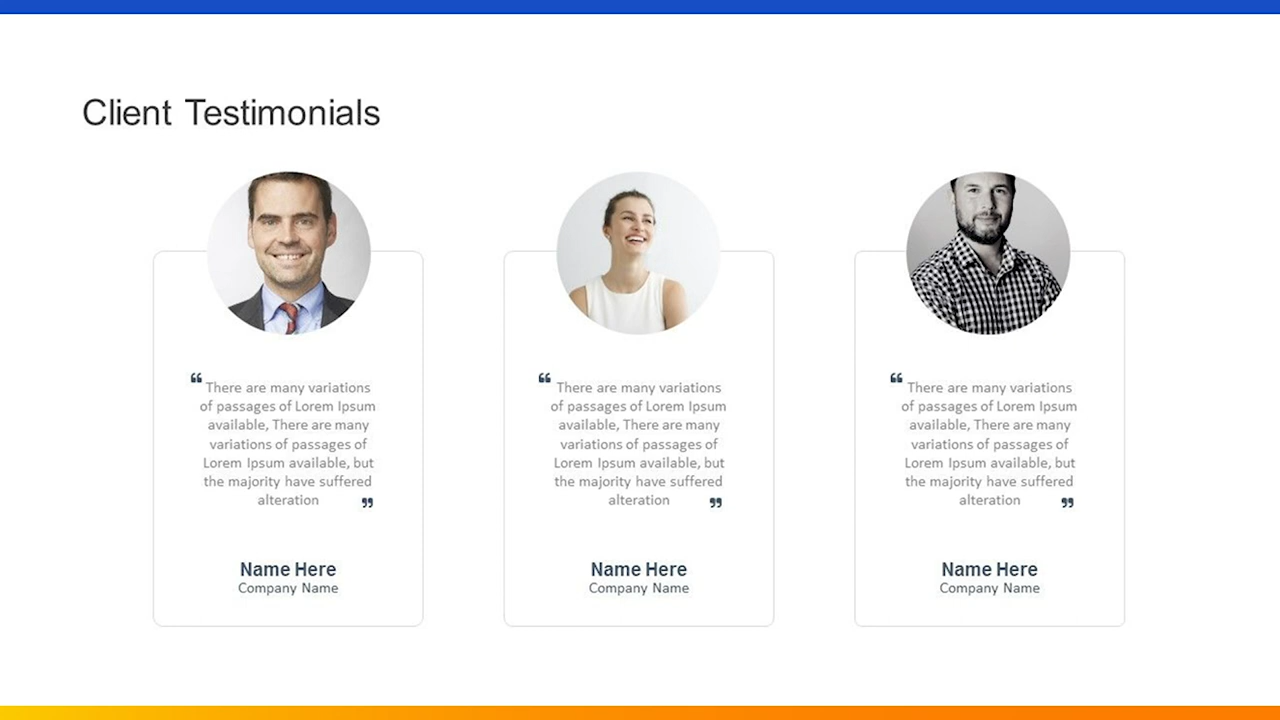 Client Testimonials
❝ There are many variations
of passages of Lorem Ipsum
available, There are many
variations of passages of
Lorem Ipsum available, but
the majority have suffered
alteration ❞
Name Here
Company Name
❝ There are many variations
of passages of Lorem Ipsum
available, There are many
variations of passages of
Lorem Ipsum available, but
the majority have suffered
alteration ❞
Name Here
Company Name
❝ There are many variations
of passages of Lorem Ipsum
available, There are many
variations of passages of
Lorem Ipsum available, but
the majority have suffered
alteration ❞
Name Here
Company Name